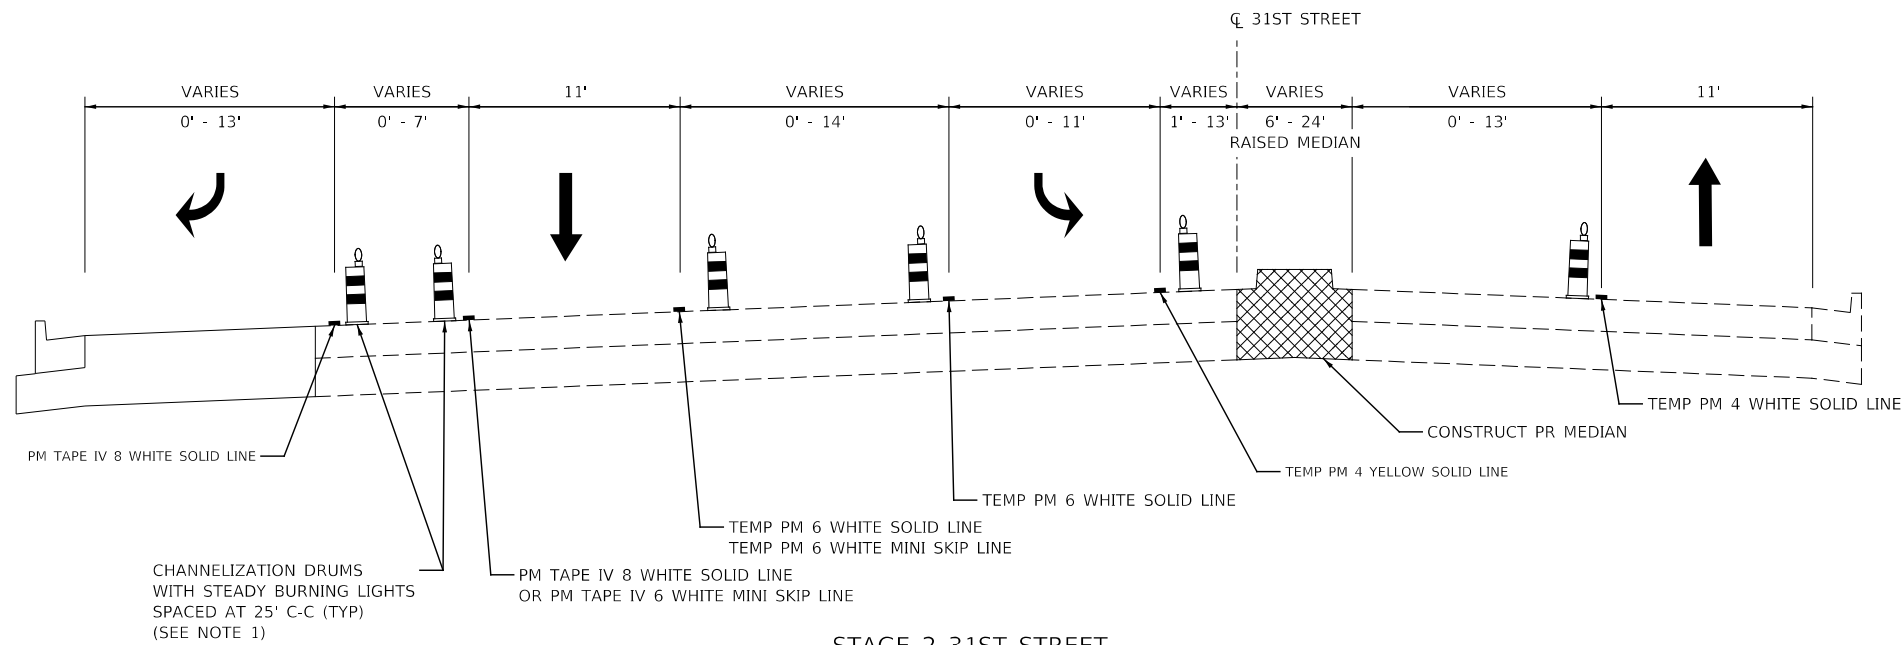 ℄ 31ST STREET
VARIES VARIES 11' VARIES VARIES VARIES VARIES VARIES 11'
0' - 13' 0' - 7' 0' - 14' 0' - 11' 1' - 13' 6' - 24' 0' - 13'
RAISED MEDIAN
TEMP PM 4 WHITE SOLID LINE
CONSTRUCT PR MEDIAN
PM TAPE IV 8 WHITE SOLID LINE
TEMP PM 4 YELLOW SOLID LINE
TEMP PM 6 WHITE SOLID LINE
TEMP PM 6 WHITE SOLID LINE
TEMP PM 6 WHITE MINI SKIP LINE
CHANNELIZATION DRUMS
WITH STEADY BURNING LIGHTS
SPACED AT 25' C-C (TYP)
(SEE NOTE 1)
PM TAPE IV 8 WHITE SOLID LINE
OR PM TAPE IV 6 WHITE MINI SKIP LINE
STAGE 2 31ST STREET